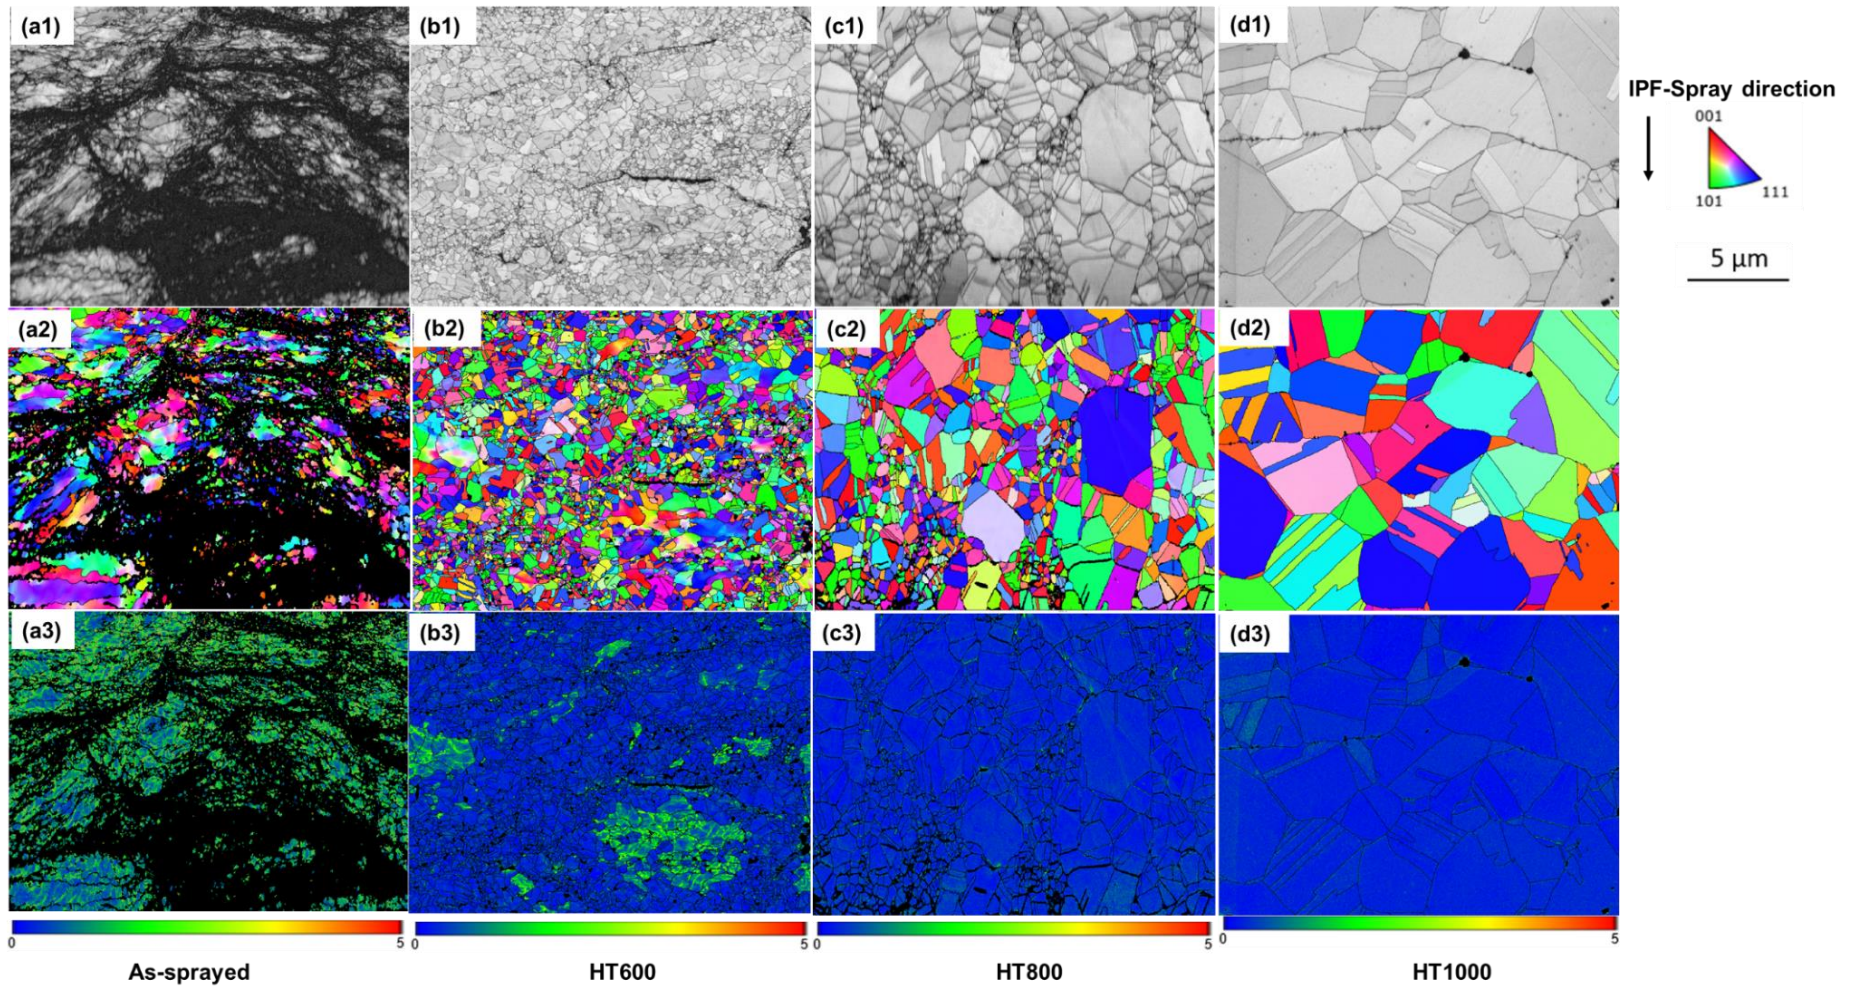 (a1)
(b1)
(c1)
(d1)
IPF-Spray direction
001
101
111
5 µm
(a2)
(b2)
(c2)
(d2)
(a3)
(b3)
(c3)
(d3)
0 5 0 5 0 5 0 5
As-sprayed HT600 HT800 HT1000